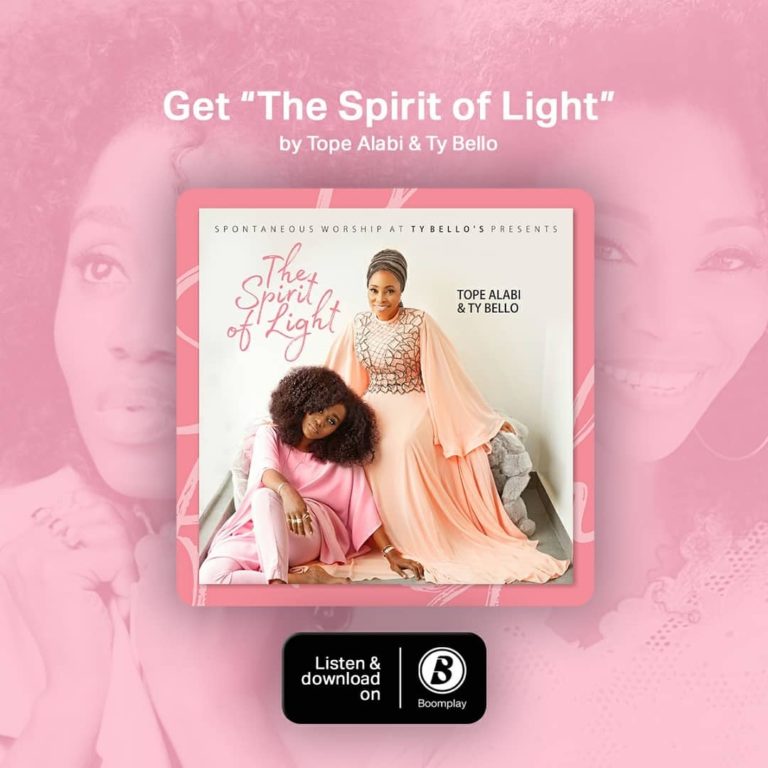 Get “The Spirit of Light”
by Tope Alabi & Ty Bello
SPONTANEOUS WORSHIP AT TY BELLO'S PRESENTS
The
Spirit
of Light
TOPE ALABI
& TY BELLO
Listen &
download
on
B
Boomplay